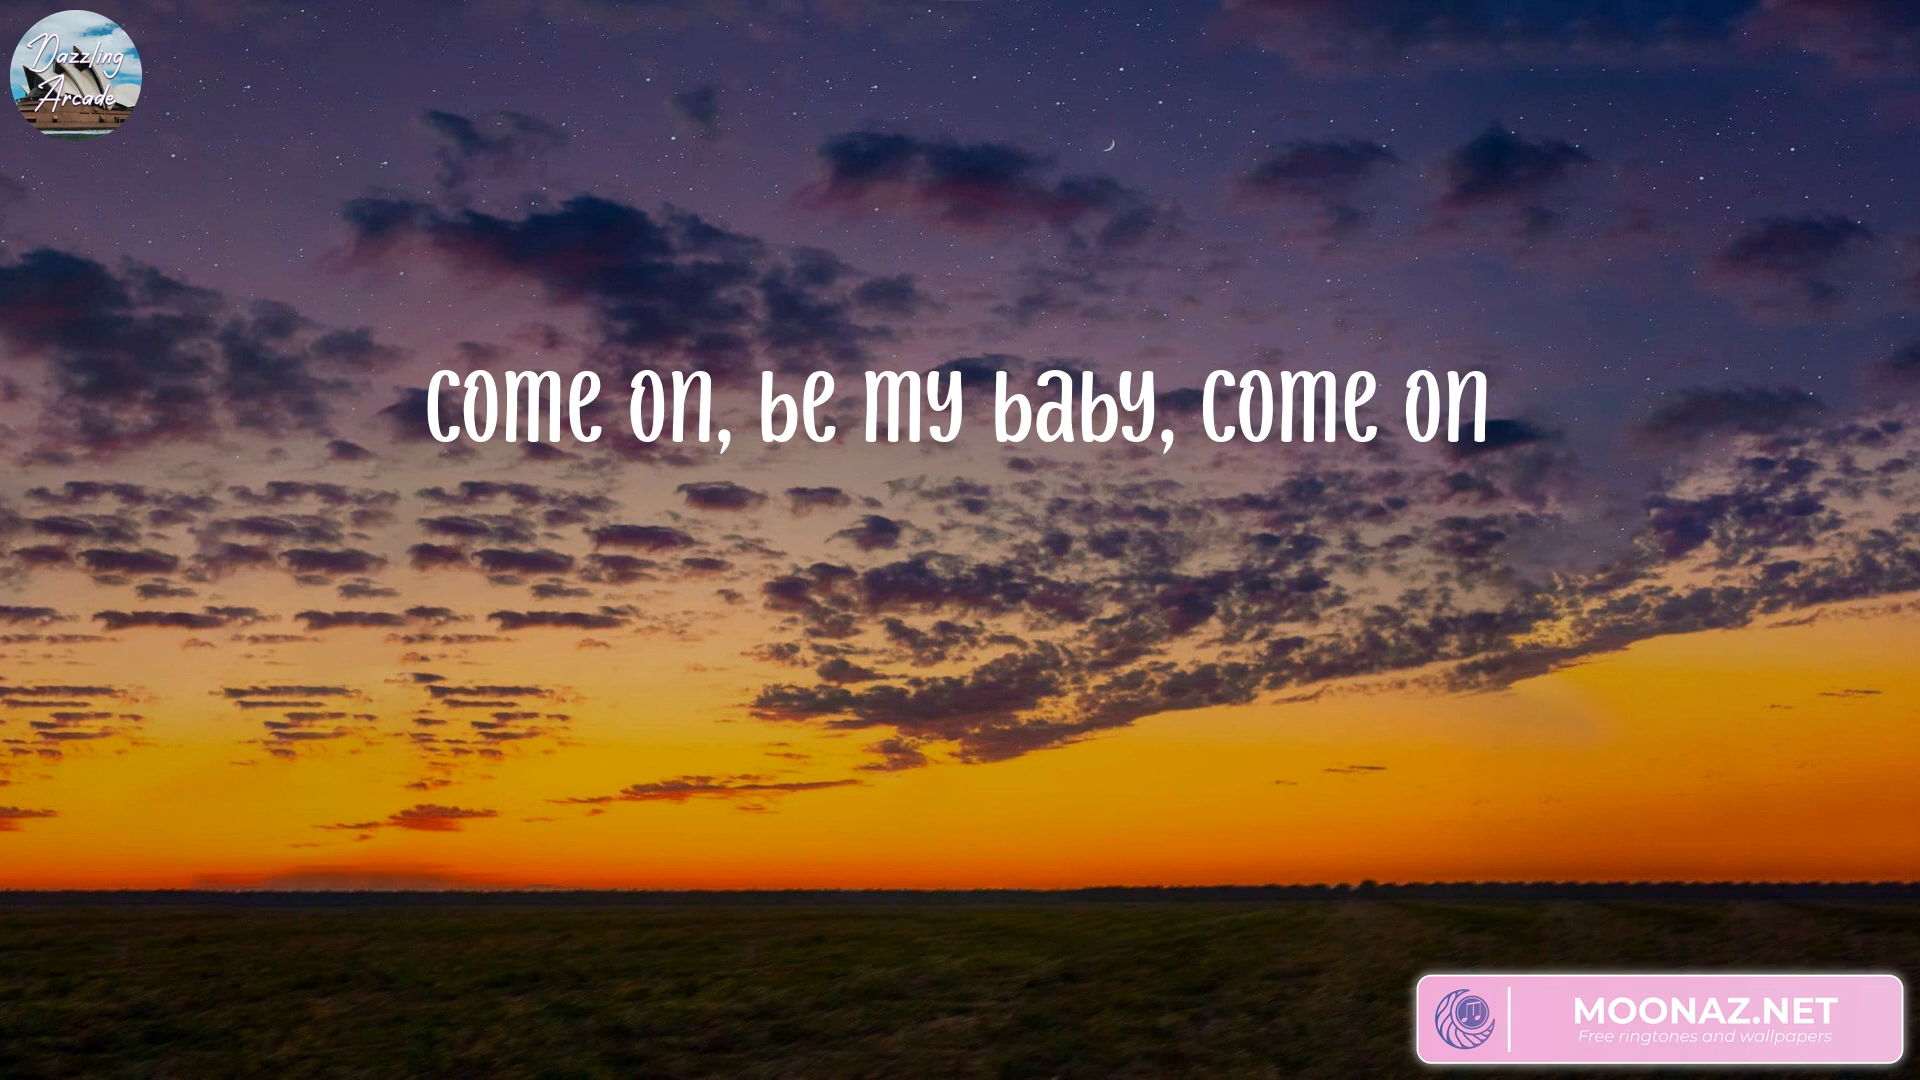 Dazzling
Arcade
come on, be my baby, come on
MOONAZ.NET
Free ringtones and wallpapers